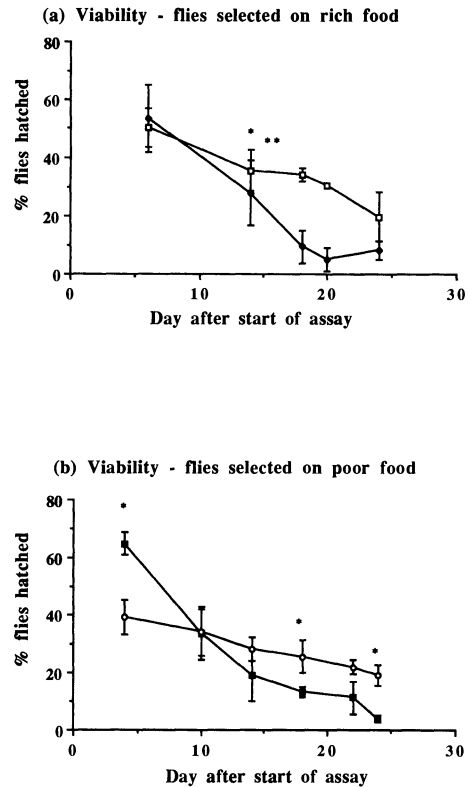 (a) Viability - flies selected on rich food
80
60
40
20
0
% flies hatched
*
**
0 10 20 30
Day after start of assay
(b) Viability - flies selected on poor food
80
60
40
20
0
% flies hatched
*
*
*
0 10 20 30
Day after start of assay